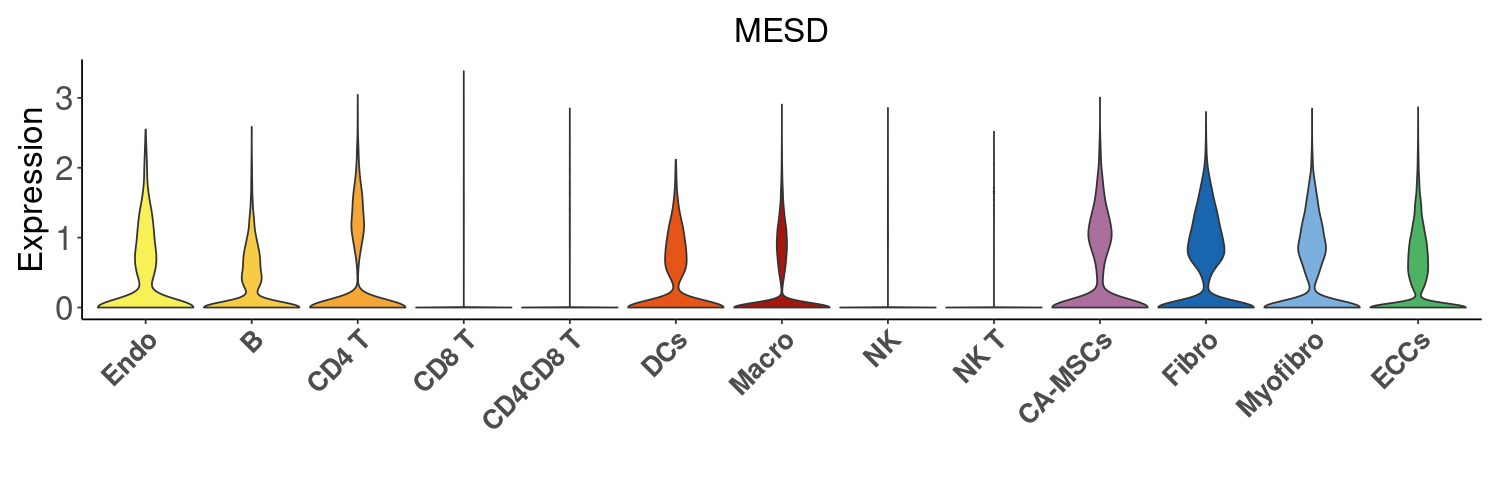 MESD
Expression
3
2
1
0
Endo
B
CD4 T
CD8 T
CD4CD8 T
DCs
Macro
NK
NK T
CA-MSCs
Fibro
Myofibro
ECCs